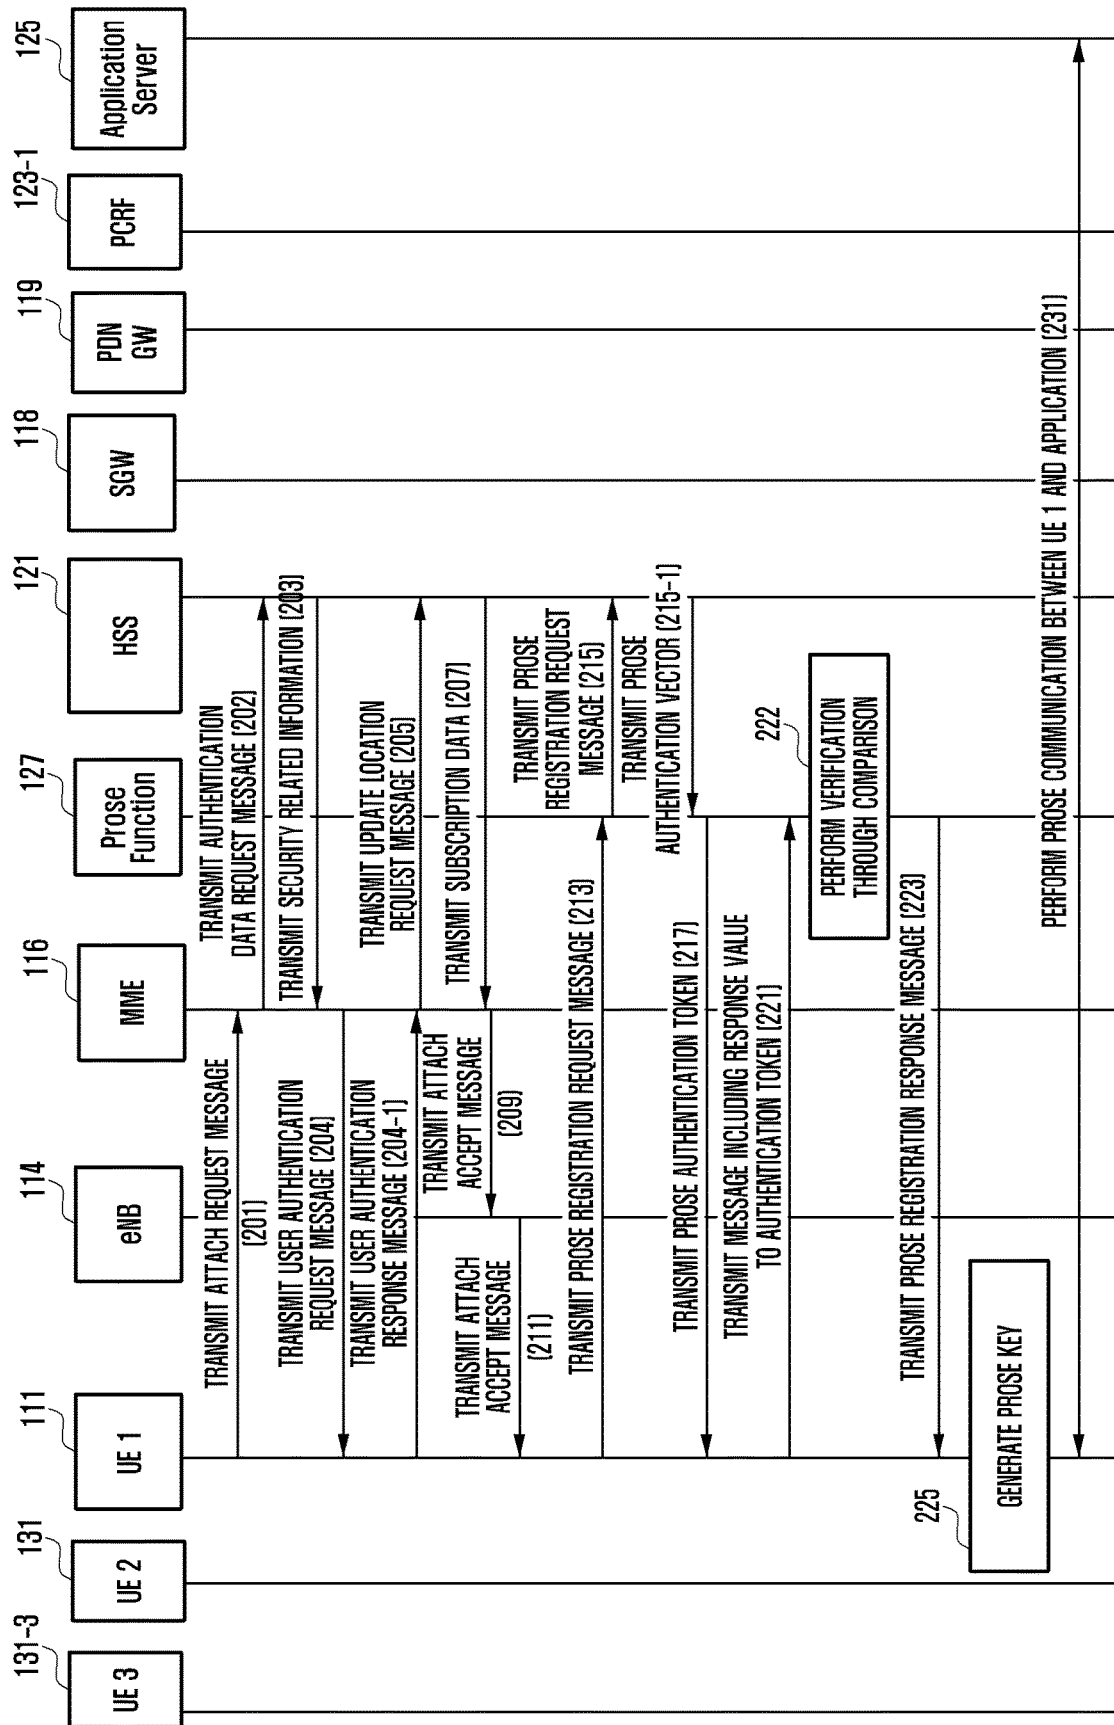 131-3
UE 3
131
UE 2
111
UE 1
114
eNB
116
MME
127
Prose
Function
121
HSS
118
SGW
119
PDN
GW
123-1
PCRF
125
Application
Server
TRANSMIT ATTACH REQUEST MESSAGE
(201)
TRANSMIT AUTHENTICATION
DATA REQUEST MESSAGE (202)
TRANSMIT SECURITY RELATED INFORMATION (203)
TRANSMIT USER AUTHENTICATION
REQUEST MESSAGE (204)
TRANSMIT USER AUTHENTICATION
RESPONSE MESSAGE (204-1)
TRANSMIT UPDATE LOCATION
REQUEST MESSAGE (205)
TRANSMIT SUBSCRIPTION DATA (207)
TRANSMIT ATTACH
ACCEPT MESSAGE
(209)
TRANSMIT ATTACH
ACCEPT MESSAGE
(211)
TRANSMIT PROSE REGISTRATION REQUEST MESSAGE (213)
TRANSMIT PROSE
REGISTRATION REQUEST
MESSAGE (215)
TRANSMIT PROSE
AUTHENTICATION VECTOR (215-1)
TRANSMIT PROSE AUTHENTICATION TOKEN (217)
TRANSMIT MESSAGE INCLUDING RESPONSE VALUE
TO AUTHENTICATION TOKEN (221)
222
PERFORM VERIFICATION
THROUGH COMPARISON
TRANSMIT PROSE REGISTRATION RESPONSE MESSAGE (223)
225
GENERATE PROSE KEY
PERFORM PROSE COMMUNICATION BETWEEN UE 1 AND APPLICATION (231)